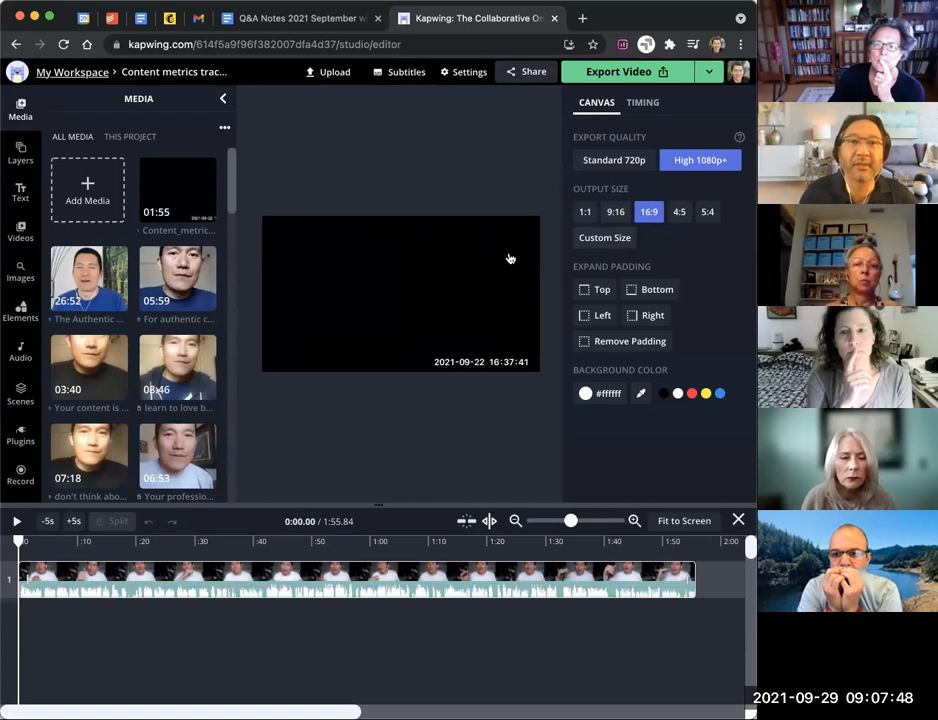 Q&A Notes 2021 September w
Kapwing: The Collaborative On
kapwing.com/614f5a9f96f382007dfa4d37/studio/editor
My Workspace > Content metrics trac... Upload Subtitles Settings Share Export Video
Media
Layers
Text
Videos
Images
Elements
Audio
Scenes
Plugins
Record
MEDIA
ALL MEDIA THIS PROJECT
Add Media
01:55
Content_metric...
26:52
05:59
The Authentic ...
For authentic c...
03:40
08:46
Your content is ...
learn to love b...
07:18
06:53
don't think abo...
Your professio...
2021-09-22 16:37:41
CANVAS TIMING
EXPORT QUALITY
Standard 720p High 1080p+
OUTPUT SIZE
1:1 9:16 16:9 4:5 5:4
Custom Size
EXPAND PADDING
Top Bottom
Left Right
Remove Padding
BACKGROUND COLOR
#ffffff
-5s +5s Split 0:00.00 / 1:55.84 Fit to Screen
:10 :20 :30 :40 :50 1:00 1:10 1:20 1:30 1:40 1:50 2:00
1
2021-09-29 09:07:48